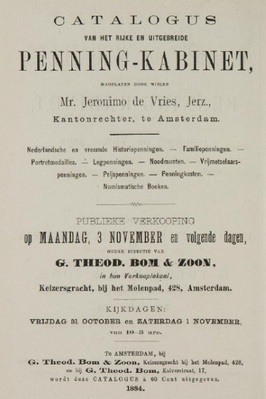 CATALOGUS
VAN HET RIJKE EN UITGEBREIDE
PENNING-KABINET,
NAGELATEN DOOR WIJLEN
Mr. Jeronimo de Vries, Jerz.,
Kantonrechter, te Amsterdam.
Nederlandsche en vreemde Historiepenningen. — Familiepenningen. —
Portretmedailles. — Legpenningen. — Noodmunten. — Vrijmetselaars-
penningen. — Prijspenningen. — Penningkasten. —
Numismatische Boeken.
PUBLIEKE VERKOOPING
op MAANDAG, 3 NOVEMBER en volgende dagen,
ONDER DIRECTIE VAN
G. THEOD. BOM & ZOON,
in hun Verkooplokaal,
Keizersgracht, bij het Molenpad, 428, Amsterdam.
KIJKDAGEN:
VRIJDAG 31 OCTOBER EN ZATERDAG 1 NOVEMBER,
van 10–3 ure.
Te AMSTERDAM, bij
G. Theod. Bom & Zoon, Keizersgracht bij het Molenpad, 428,
en bij G. Theod. Bom, Kalverstraat, 17,
wordt deze CATALOGUS à 60 Cent uitgegeven.
1884.